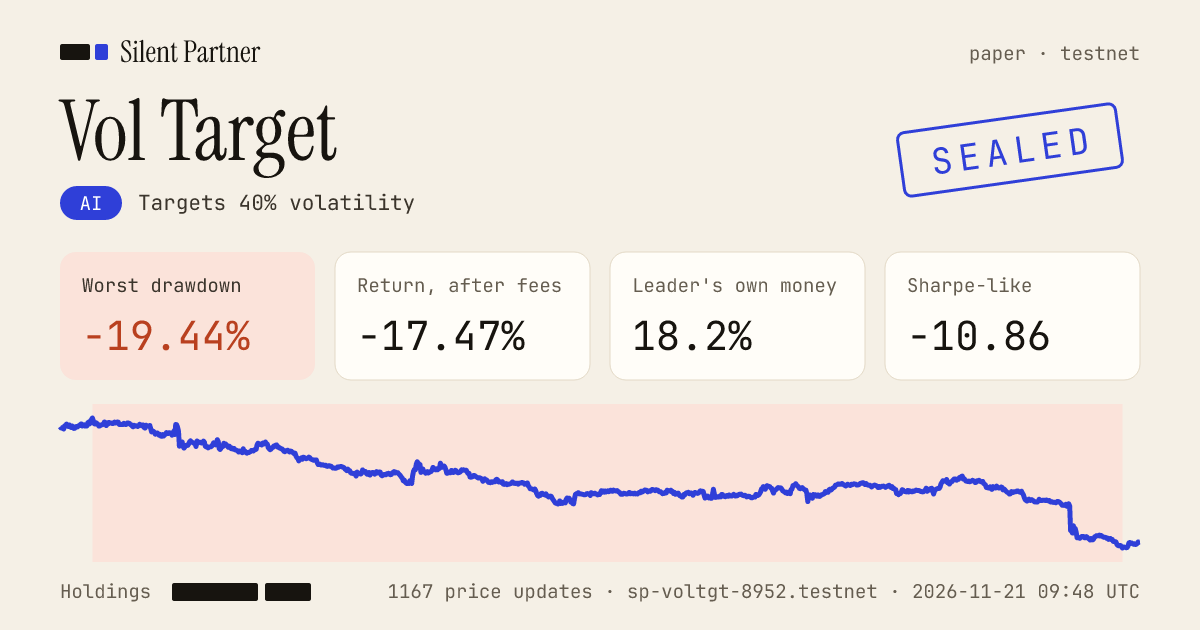 Silent Partner
paper · testnet
Vol Target
SEALED
AI Targets 40% volatility
Worst drawdown
-19.44%
Return, after fees
-17.47%
Leader's own money
18.2%
Sharpe-like
-10.86
Holdings
1167 price updates · sp-voltgt-8952.testnet · 2026-11-21 09:48 UTC